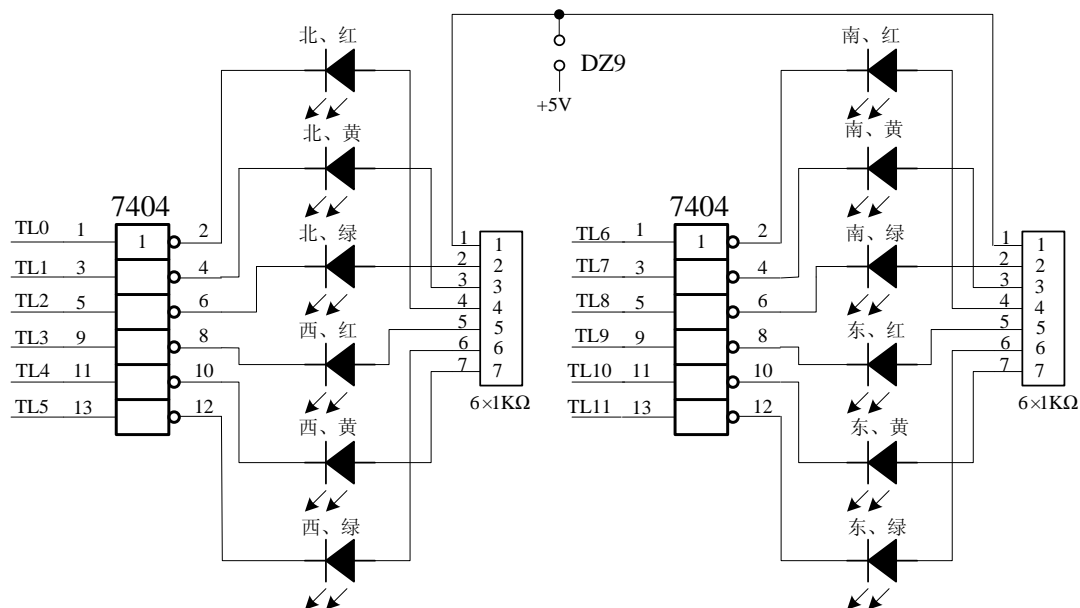 北、红
南、红
DZ9
+5V
北、黄
南、黄
7404
7404
TL0 1 1 2
TL1 3 4
TL2 5 6
TL3 9 8
TL4 11 10
TL5 13 12
北、绿
西、红
西、黄
西、绿
1 1
2 2
3 3
4 4
5 5
6 6
7 7
6×1KΩ
TL6 1 1 2
TL7 3 4
TL8 5 6
TL9 9 8
TL10 11 10
TL11 13 12
南、绿
东、红
东、黄
东、绿
1 1
2 2
3 3
4 4
5 5
6 6
7 7
6×1KΩ